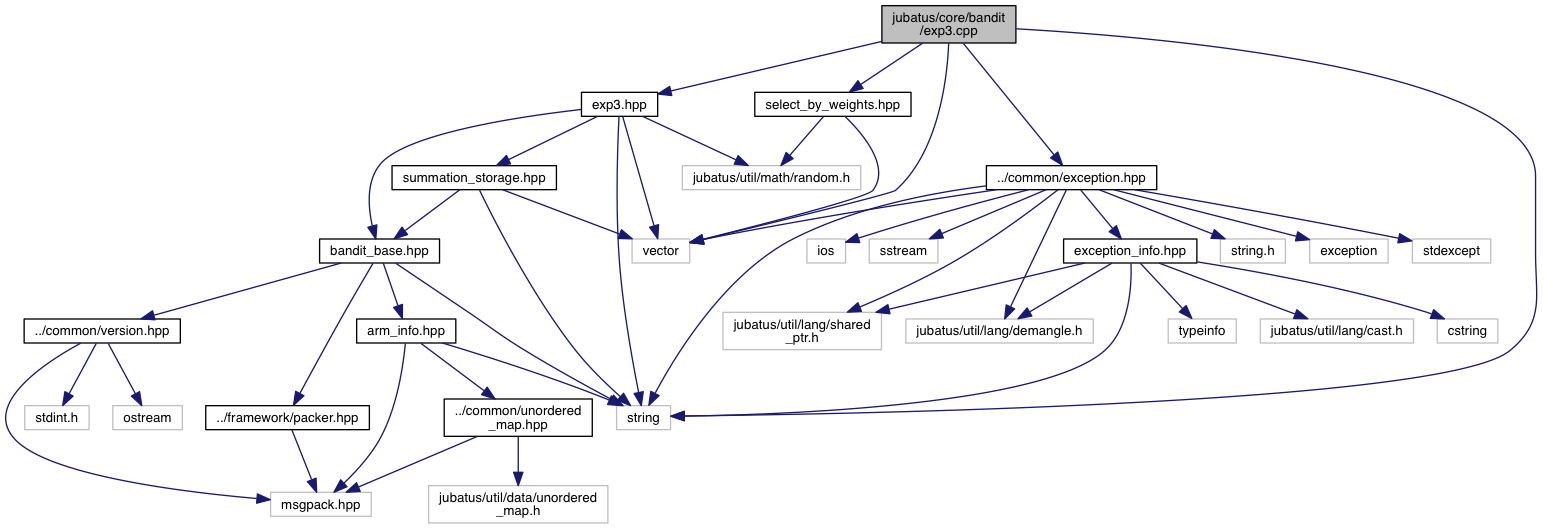 jubatus/core/bandit
/exp3.cpp
exp3.hpp
select_by_weights.hpp
summation_storage.hpp
jubatus/util/math/random.h
../common/exception.hpp
bandit_base.hpp
vector
ios
sstream
exception_info.hpp
string.h
exception
stdexcept
../common/version.hpp
arm_info.hpp
jubatus/util/lang/shared
_ptr.h
jubatus/util/lang/demangle.h
typeinfo
jubatus/util/lang/cast.h
cstring
stdint.h
ostream
../framework/packer.hpp
../common/unordered
_map.hpp
string
msgpack.hpp
jubatus/util/data/unordered
_map.h